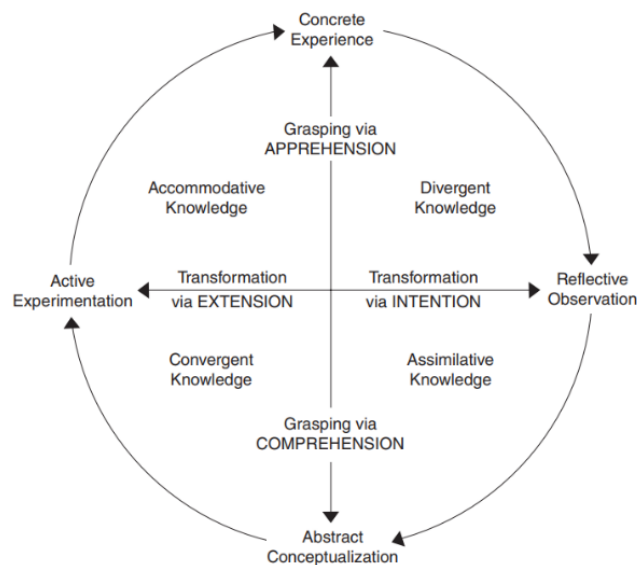 Concrete
Experience
Grasping via
APPREHENSION
Accommodative
Knowledge
Divergent
Knowledge
Active
Experimentation
Transformation
via EXTENSION
Transformation
via INTENTION
Reflective
Observation
Convergent
Knowledge
Assimilative
Knowledge
Grasping via
COMPREHENSION
Abstract
Conceptualization